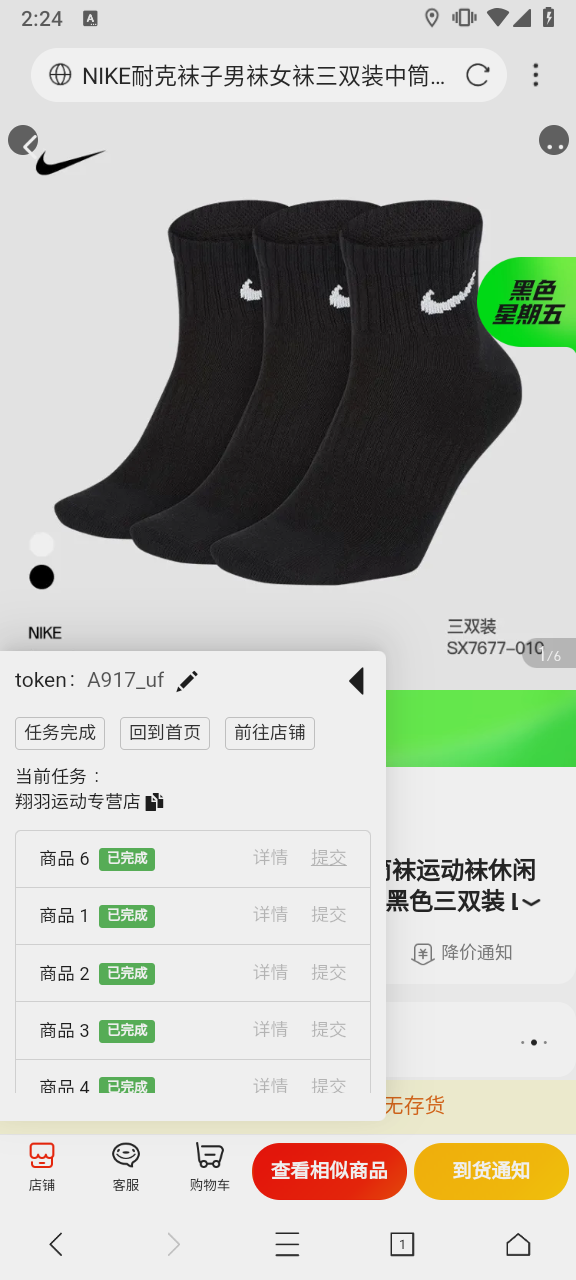 2:24
A
NIKE耐克袜子男袜女袜三双装中筒...
黑色
星期五
三双装
NIKE
SX7677-010
1/6
token: A917_uf
任务完成 回到首页 前往店铺
当前任务：
翔羽运动专营店
商品 6 已完成 详情 提交
商品 1 已完成 详情 提交
商品 2 已完成 详情 提交
商品 3 已完成 详情 提交
商品 4 已完成 详情 提交
袜运动袜休闲
黑色三双装
降价通知
无存货
店铺 客服 购物车 查看相似商品 到货通知
1